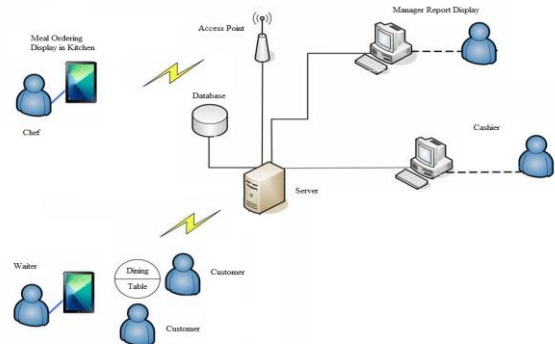 Manager Report Display
Access Point
Meal Ordering
Display in Kitchen
Database
Chef
Cashier
Server
Waiter
Dining
Table
Customer
Customer